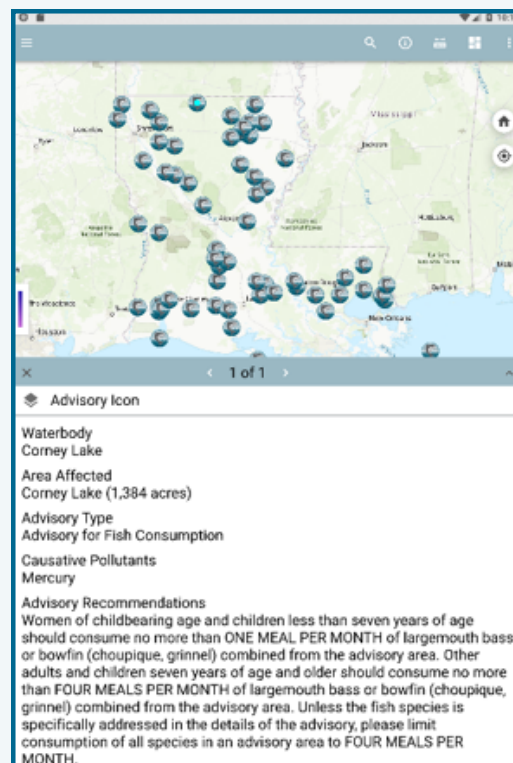 Mississippi
Jackson
Hattiesburg
Gulfport
New Orleans
Houston
1 of 1
Advisory Icon
Waterbody
Corney Lake
Area Affected
Corney Lake (1,384 acres)
Advisory Type
Advisory for Fish Consumption
Causative Pollutants
Mercury
Advisory Recommendations
Women of childbearing age and children less than seven years of age
should consume no more than ONE MEAL PER MONTH of largemouth bass
or bowfin (choupique, grinnel) combined from the advisory area. Other
adults and children seven years of age and older should consume no more
than FOUR MEALS PER MONTH of largemouth bass or bowfin (choupique,
grinnel) combined from the advisory area. Unless the fish species is
specifically addressed in the details of the advisory, please limit
consumption of all species in an advisory area to FOUR MEALS PER
MONTH.